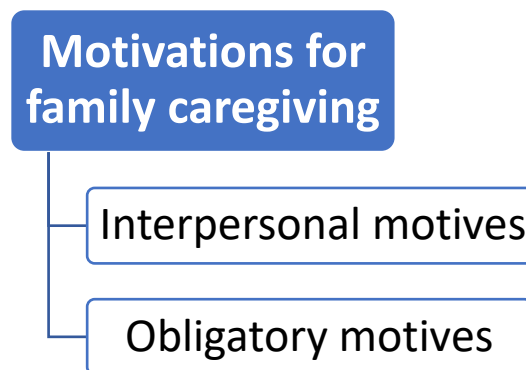 Motivations for
family caregiving
Interpersonal motives
Obligatory motives